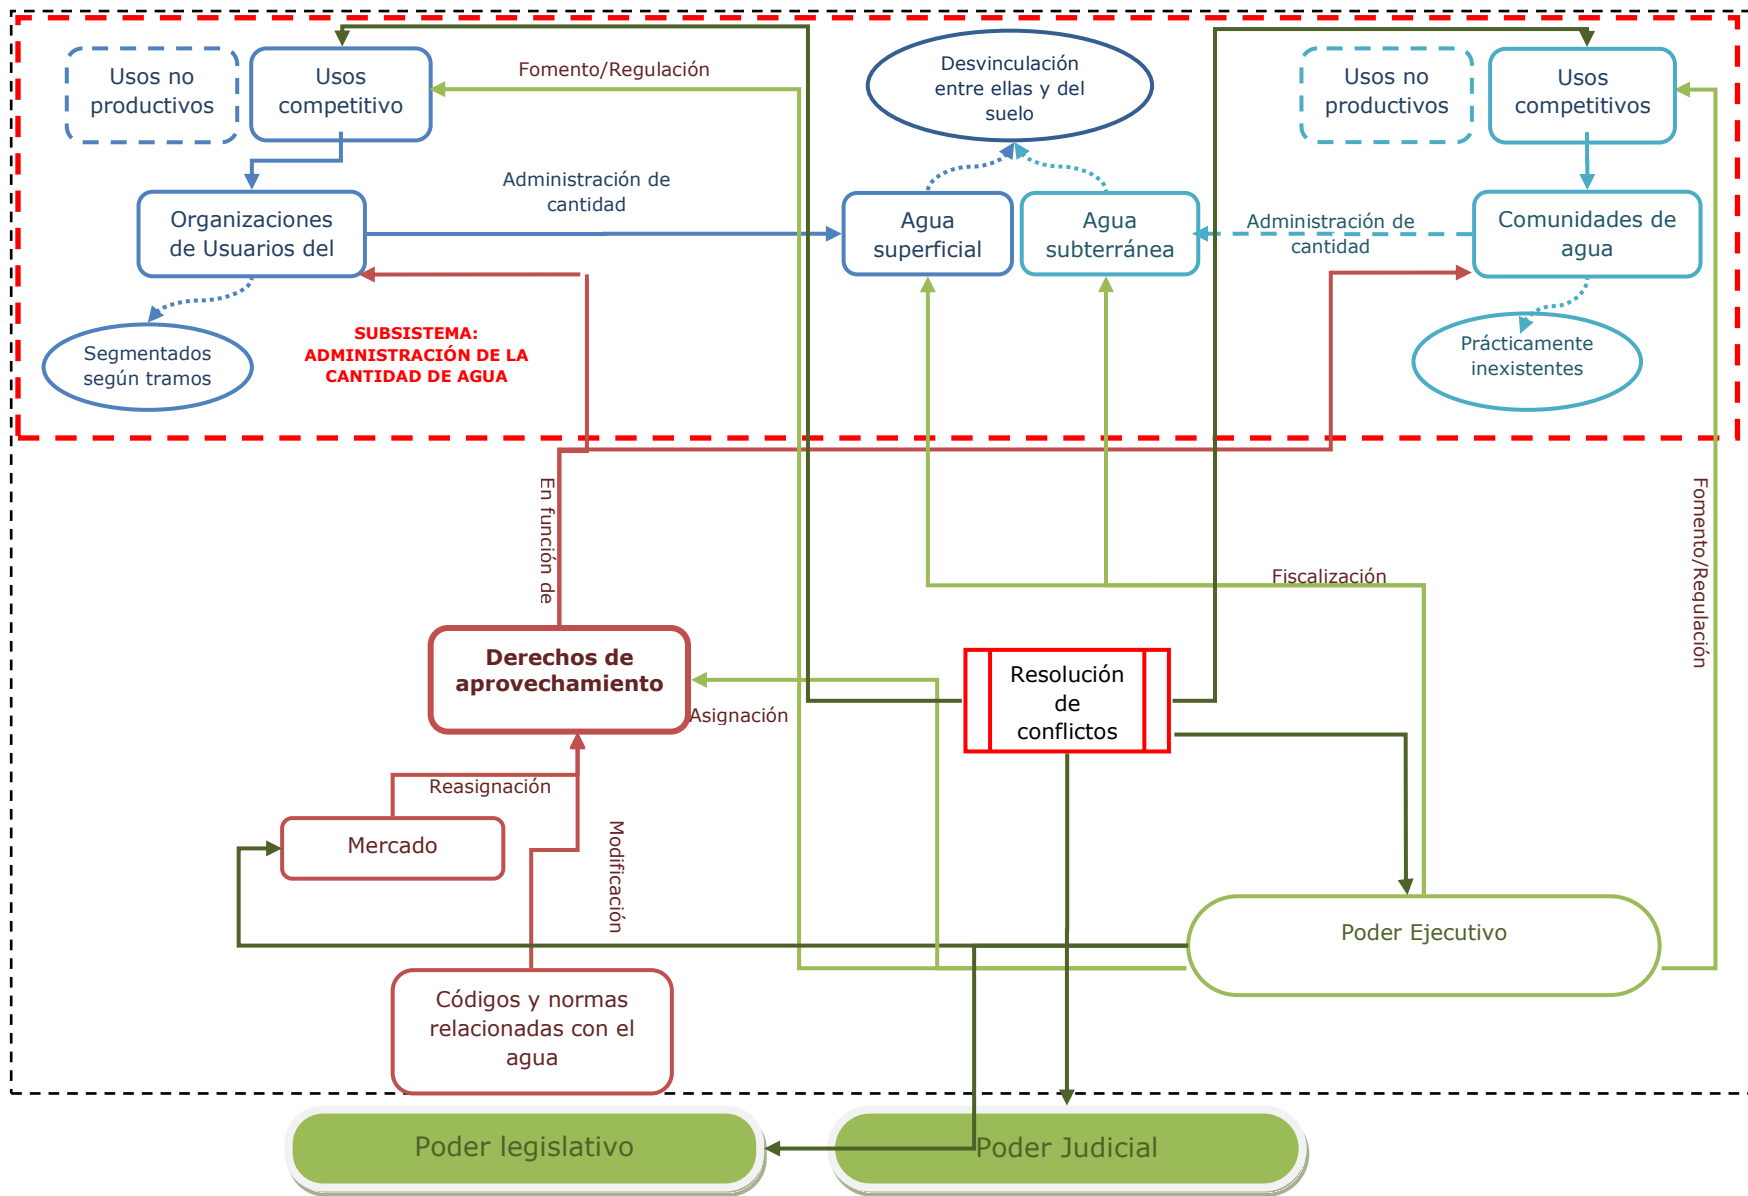 Usos no
productivos
Usos
competitivo
Fomento/Regulación
Desvinculación
entre ellas y del
suelo
Usos no
productivos
Usos
competitivos
Administración de
cantidad
Organizaciones
de Usuarios del
Agua
superficial
Agua
subterránea
Administración de
cantidad
Comunidades de
agua
Segmentados
según tramos
SUBSISTEMA:
ADMINISTRACIÓN DE LA
CANTIDAD DE AGUA
Prácticamente
inexistentes
En función de
Fomento/Regulación
Fiscalización
Derechos de
aprovechamiento
Asignación
Resolución
de
conflictos
Reasignación
Mercado
Modificación
Poder Ejecutivo
Códigos y normas
relacionadas con el
agua
Poder legislativo
Poder Judicial